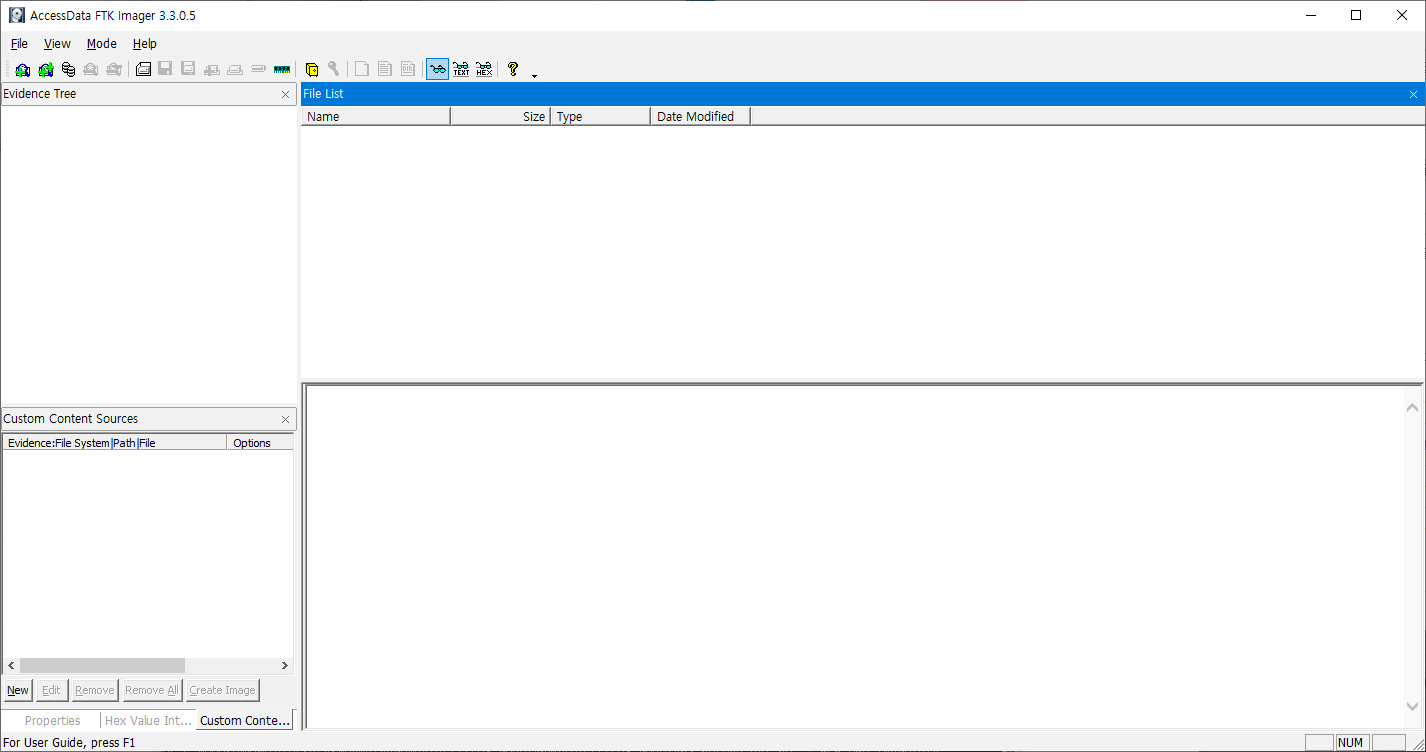 AccessData FTK Imager 3.3.0.5
File View Mode Help
TEXT HEX
Evidence Tree
File List
Name Size Type Date Modified
Custom Content Sources
Evidence:File System|Path|File Options
New Edit Remove Remove All Create Image
Properties Hex Value Int... Custom Conte...
For User Guide, press F1
NUM